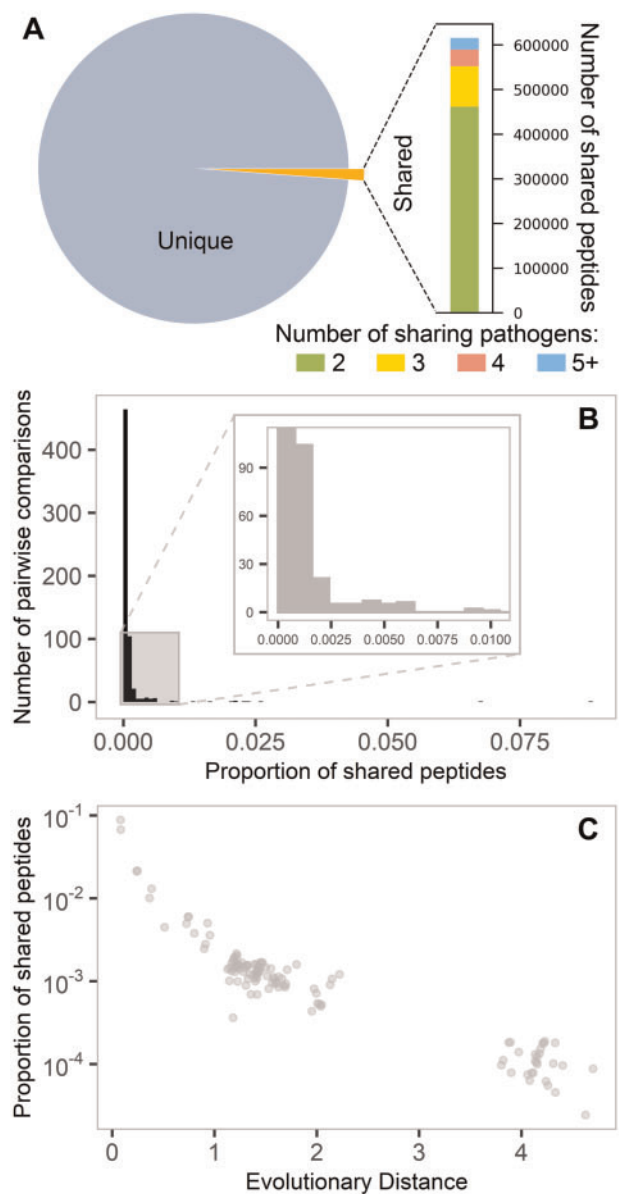 A
Unique
Shared
600000
500000
400000
300000
200000
100000
0
Number of shared peptides
Number of sharing pathogens:
2 3 4 5+
B
Number of pairwise comparisons
400
300
200
100
0
90
60
30
0
0.0000 0.0025 0.0050 0.0075 0.0100
0.000 0.025 0.050 0.075
Proportion of shared peptides
C
Proportion of shared peptides
10-1
10-2
10-3
10-4
0 1 2 3 4
Evolutionary Distance